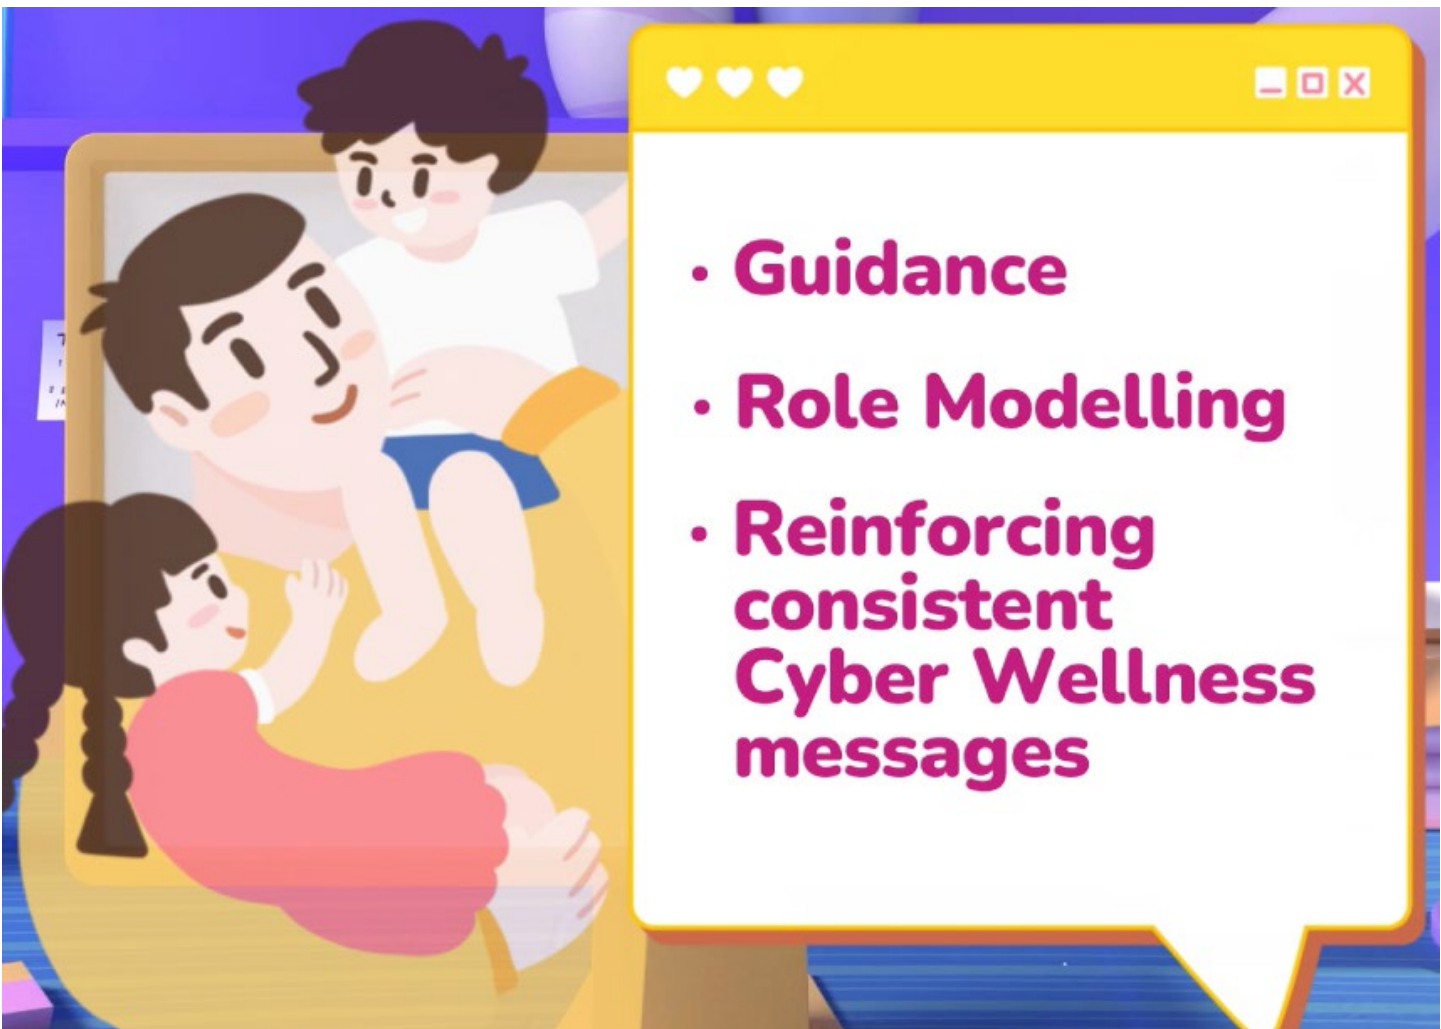 • Guidance
• Role Modelling
• Reinforcing
consistent
Cyber Wellness
messages